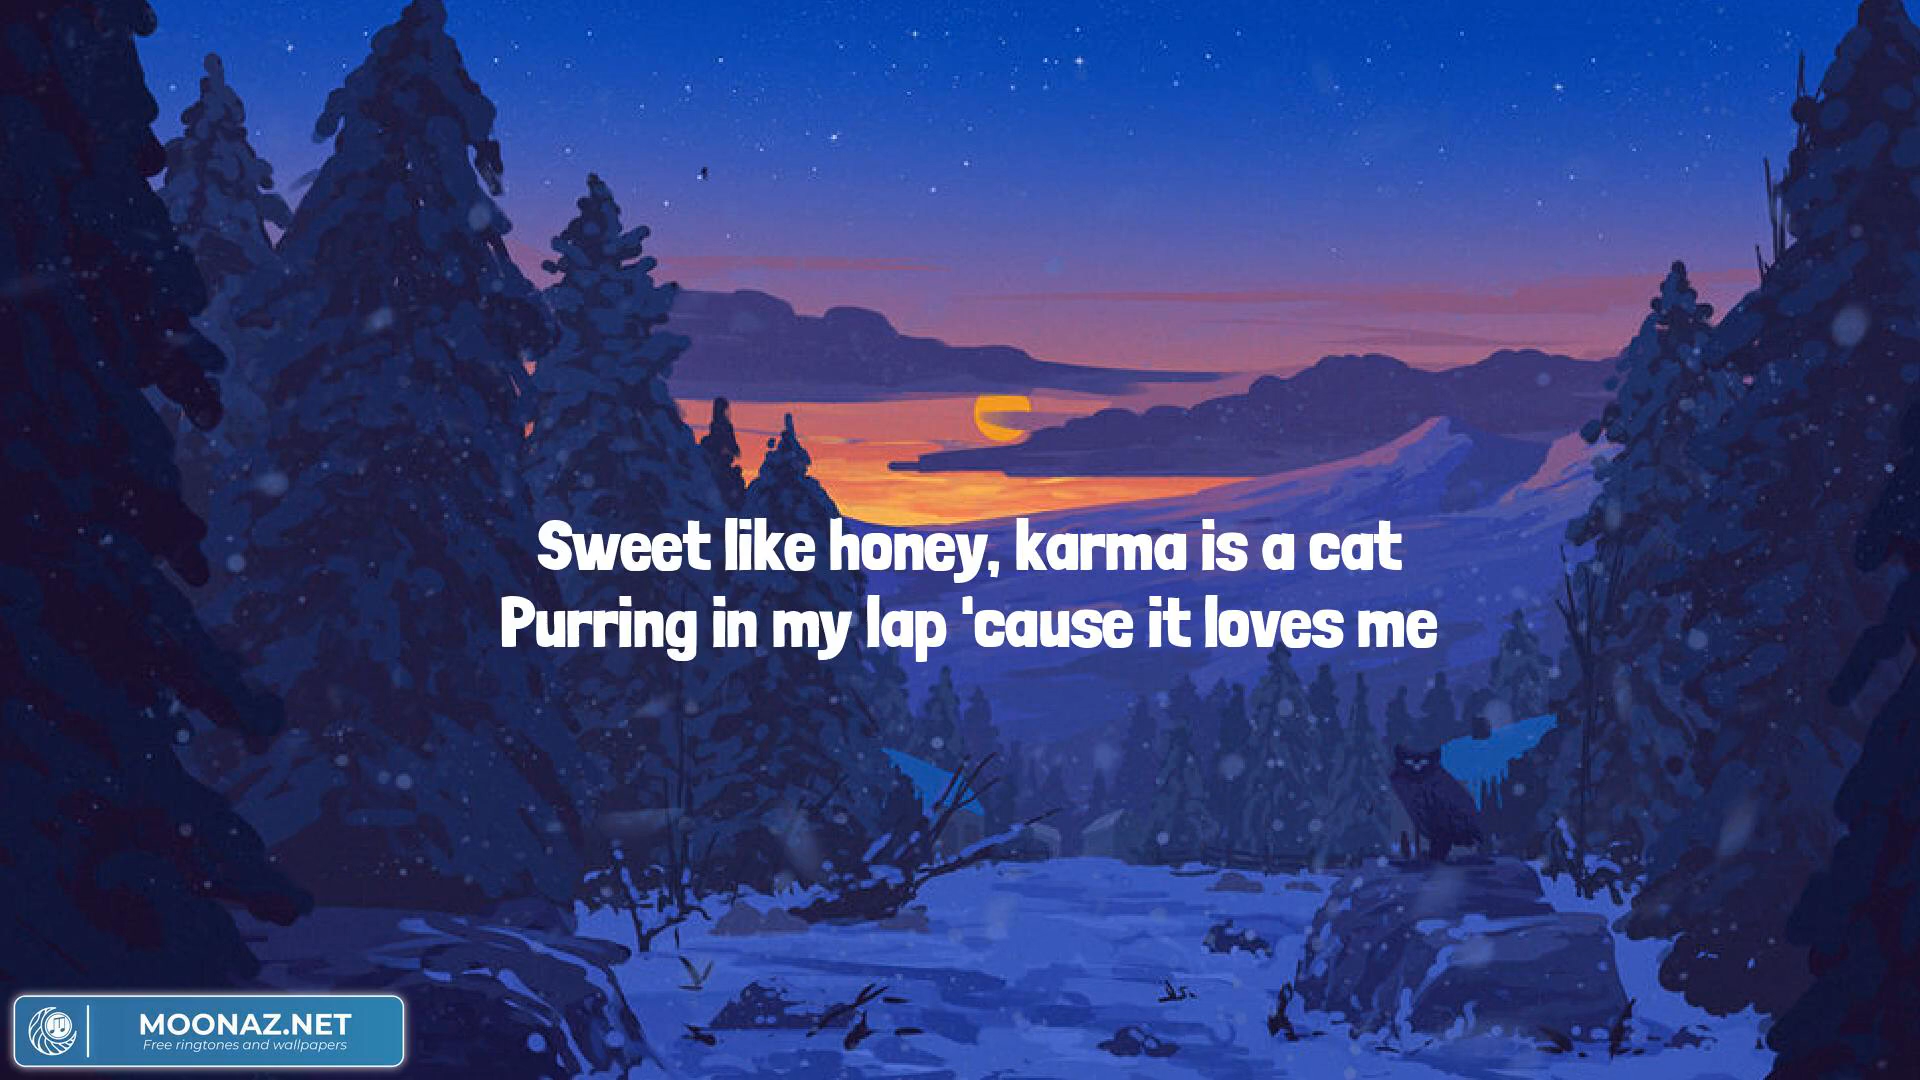 Sweet like honey, karma is a cat
Purring in my lap 'cause it loves me
MOONAZ.NET
Free ringtones and wallpapers